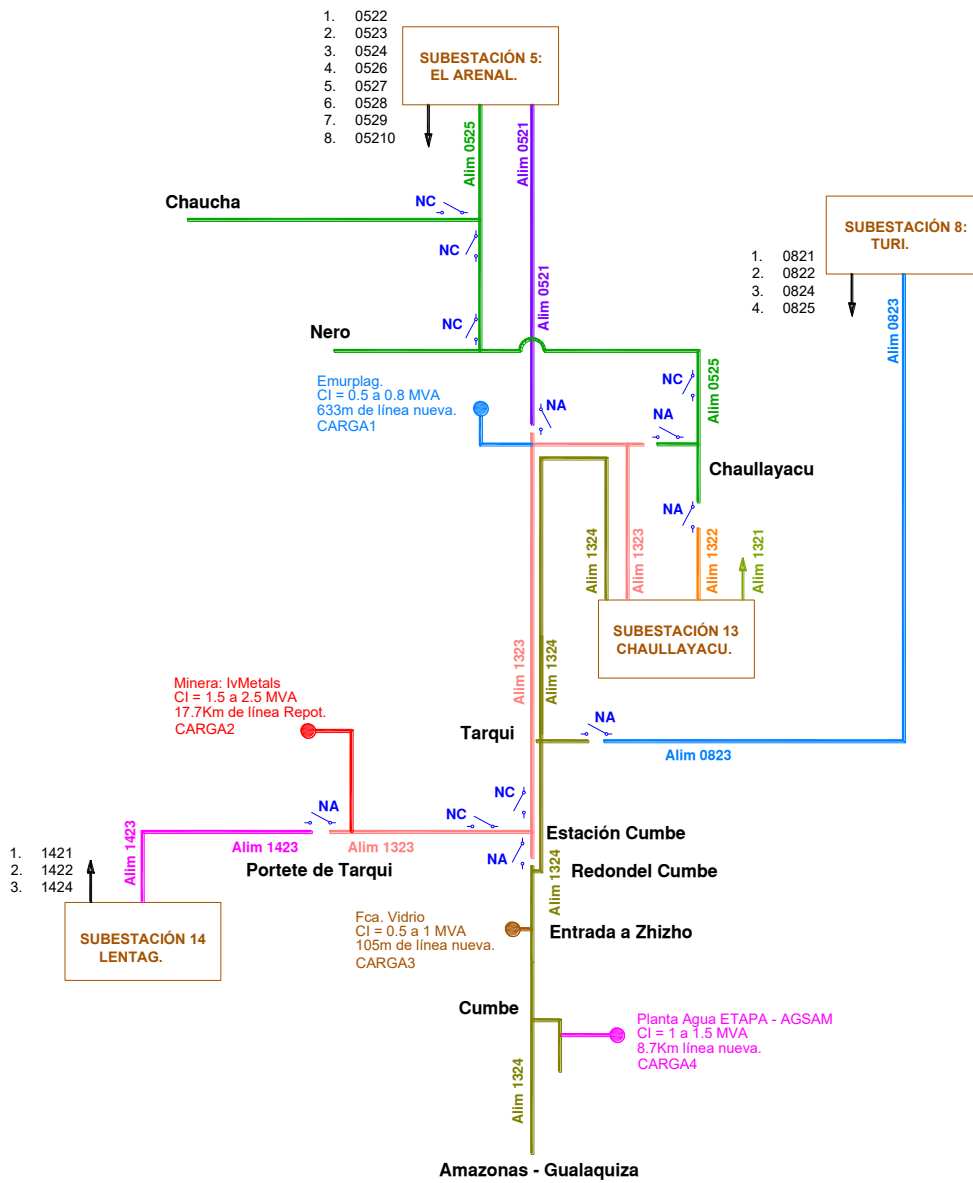 1. 0522
2. 0523
3. 0524
4. 0526
5. 0527
6. 0528
7. 0529
8. 05210
SUBESTACIÓN 5:
EL ARENAL.
Alim 0525
Alim 0521
Chaucha
NC
NC
SUBESTACIÓN 8:
TURI.
1. 0821
2. 0822
3. 0824
4. 0825
Alim 0521
Alim 0823
Nero
NC
Emurplag.
CI = 0.5 a 0.8 MVA
633m de línea nueva.
CARGA1
NC
Alim 0525
NA
NA
Chaullayacu
NA
Alim 1324
Alim 1323
Alim 1322
Alim 1321
SUBESTACIÓN 13
CHAULLAYACU.
Alim 1323
Alim 1324
Minera: IvMetals
CI = 1.5 a 2.5 MVA
17.7Km de línea Repot.
CARGA2
Tarqui
NA
Alim 0823
NA
NC
NC
Estación Cumbe
Alim 1423
Alim 1423
Alim 1323
NA
Portete de Tarqui
Alim 1324
Redondel Cumbe
1. 1421
2. 1422
3. 1424
SUBESTACIÓN 14
LENTAG.
Fca. Vidrio
CI = 0.5 a 1 MVA
105m de línea nueva.
CARGA3
Entrada a Zhizho
Cumbe
Planta Agua ETAPA - AGSAM
CI = 1 a 1.5 MVA
8.7Km línea nueva.
CARGA4
Alim 1324
Amazonas - Gualaquiza